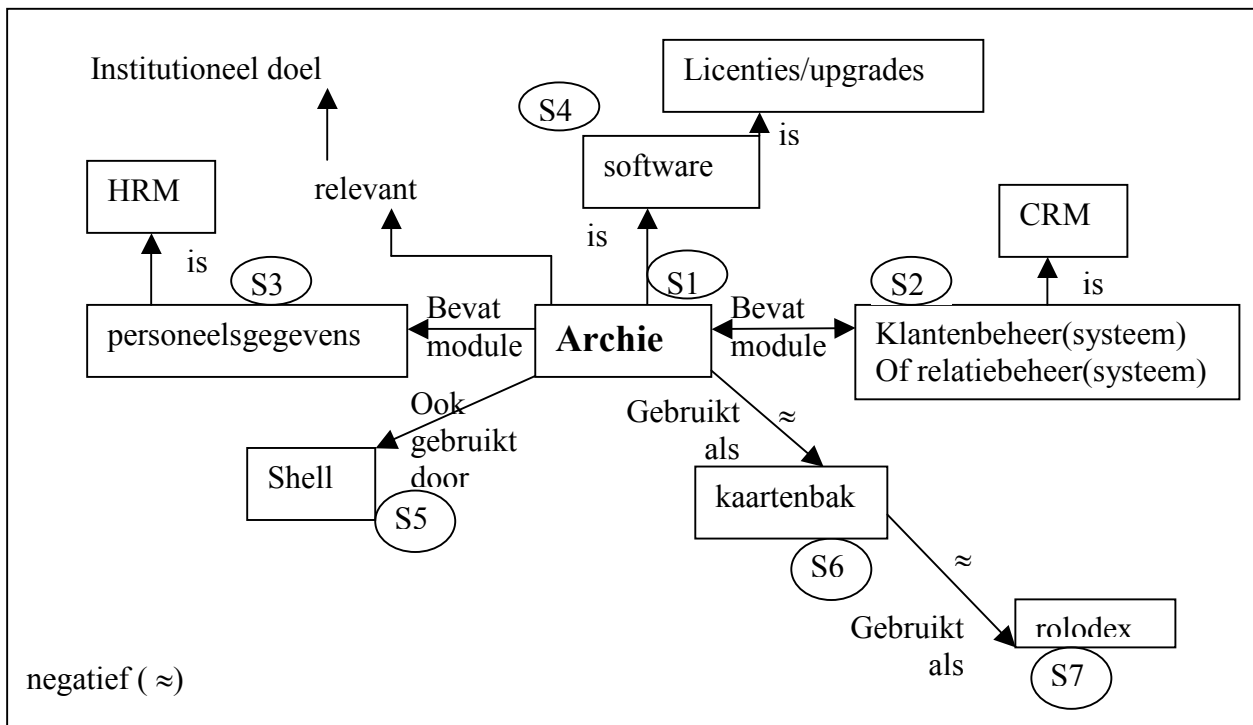 Institutioneel doel
Licenties/upgrades
S4
is
software
HRM
relevant
CRM
is
is
is
S3
S1
S2
personeelsgegevens
Bevat
module
Archie
Bevat
module
Klantenbeheer(systeem)
Of relatiebeheer(systeem)
Ook
gebruikt
door
Gebruikt
als
≈
Shell
S5
kaartenbak
S6
≈
Gebruikt
als
rolodex
S7
negatief ( ≈)